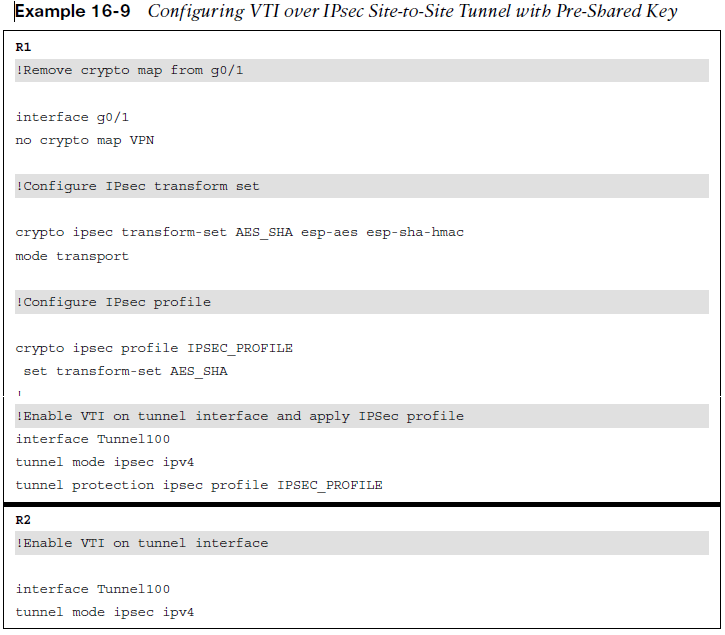 Example 16-9 Configuring VTI over IPsec Site-to-Site Tunnel with Pre-Shared Key
R1
!Remove crypto map from g0/1
interface g0/1
no crypto map VPN
!Configure IPsec transform set
crypto ipsec transform-set AES_SHA esp-aes esp-sha-hmac
mode transport
!Configure IPsec profile
crypto ipsec profile IPSEC_PROFILE
set transform-set AES_SHA
!
!Enable VTI on tunnel interface and apply IPSec profile
interface Tunnel100
tunnel mode ipsec ipv4
tunnel protection ipsec profile IPSEC_PROFILE
R2
!Enable VTI on tunnel interface
interface Tunnel100
tunnel mode ipsec ipv4